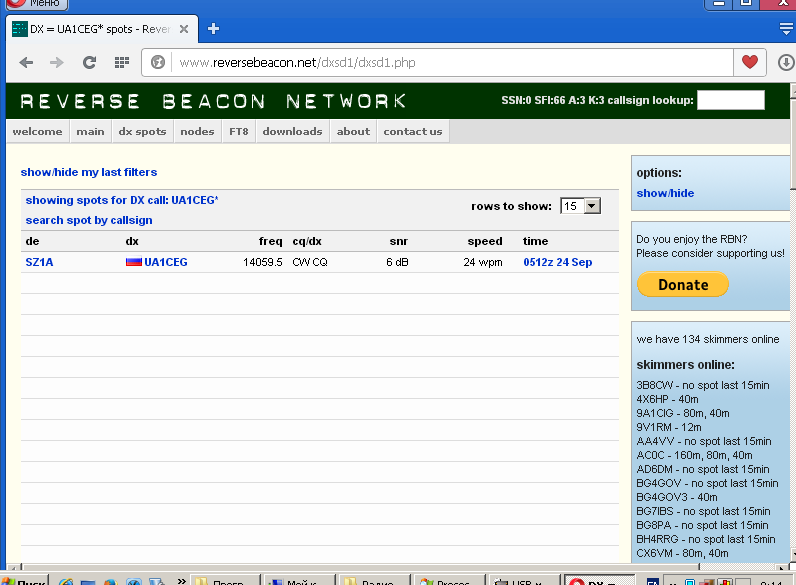 Меню
DX = UA1CEG* spots - Rever
www.reversebeacon.net/dxsd1/dxsd1.php
REVERSE BEACON NETWORK
SSN:0 SFI:66 A:3 K:3 callsign lookup:
welcome main dx spots nodes FT8 downloads about contact us
show/hide my last filters
showing spots for DX call: UA1CEG*
search spot by callsign
rows to show: 15
de dx freq cq/dx snr speed time
SZ1A UA1CEG 14059.5 CW CQ 6 dB 24 wpm 0512z 24 Sep
options:
show/hide
Do you enjoy the RBN?
Please consider supporting us!
Donate
we have 134 skimmers online
skimmers online:
3B8CW - no spot last 15min
4X6HP - 40m
9A1CIG - 80m, 40m
9V1RM - 12m
AA4VV - no spot last 15min
AC0C - 160m, 80m, 40m
AD6DM - no spot last 15min
BG4GOV - no spot last 15min
BG4GOV3 - 40m
BG7IBS - no spot last 15min
BG8PA - no spot last 15min
BH4RRG - no spot last 15min
CX6VM - 80m, 40m
Пуск